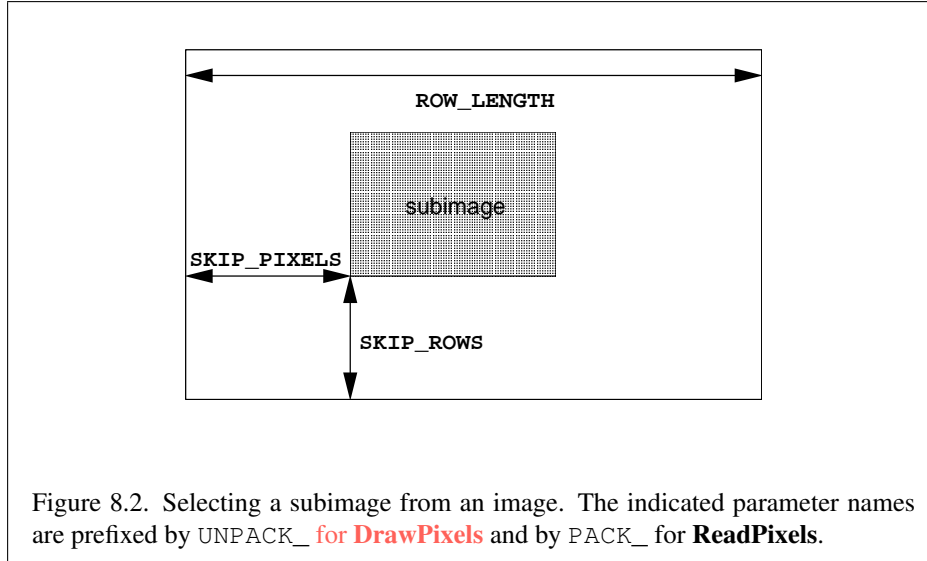 ROW_LENGTH
subimage
SKIP_PIXELS
SKIP_ROWS
Figure 8.2. Selecting a subimage from an image. The indicated parameter names
are prefixed by UNPACK_ for DrawPixels and by PACK_ for ReadPixels.